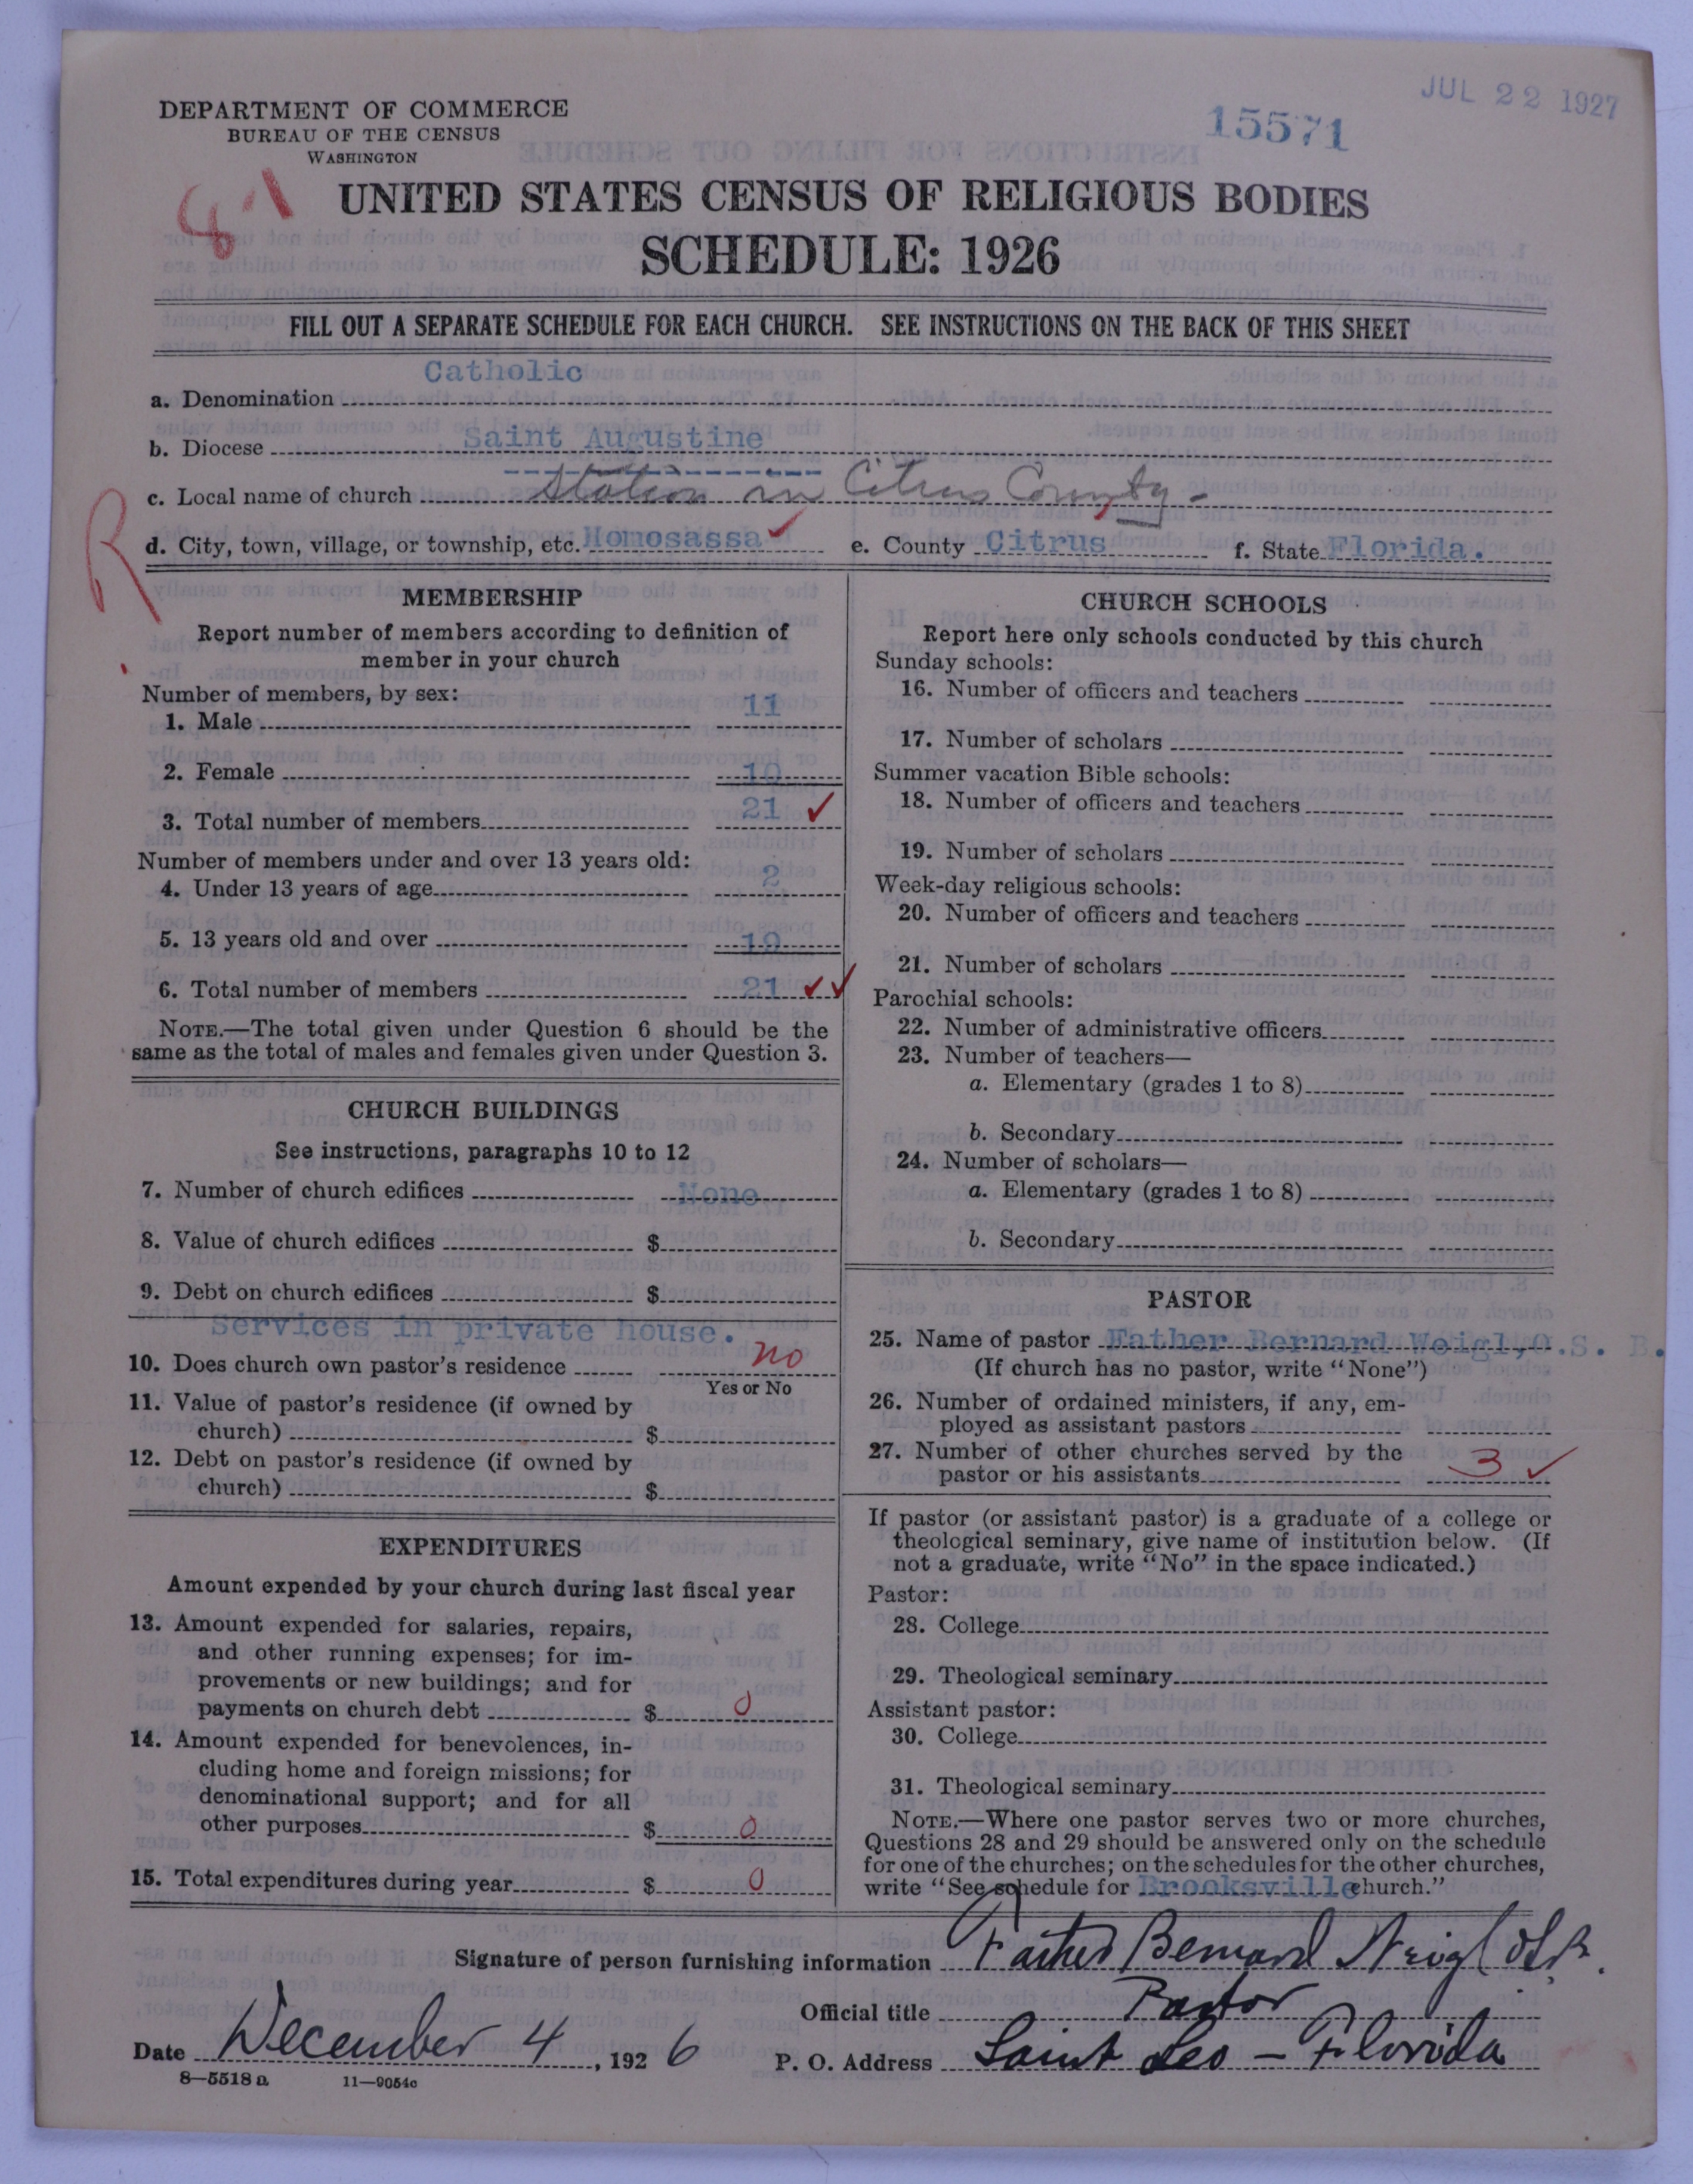 JUL 22 1927
15571
DEPARTMENT OF COMMERCE
BUREAU OF THE CENSUS
WASHINGTON
UNITED STATES CENSUS OF RELIGIOUS BODIES
SCHEDULE: 1926
FILL OUT A SEPARATE SCHEDULE FOR EACH CHURCH. SEE INSTRUCTIONS ON THE BACK OF THIS SHEET
a. Denomination Catholic
b. Diocese Saint Augustine
c. Local name of church Station in Citrus County-
R
d. City, town, village, or township, etc. Homosassa ✓ e. County Citrus f. State Florida.
MEMBERSHIP
Report number of members according to definition of
member in your church
Number of members, by sex:
1. Male 11
2. Female 10
3. Total number of members 21 ✓
Number of members under and over 13 years old:
4. Under 13 years of age 2
5. 13 years old and over 19
6. Total number of members 21 ✓✓
NOTE.—The total given under Question 6 should be the
same as the total of males and females given under Question 3.
CHURCH BUILDINGS
See instructions, paragraphs 10 to 12
7. Number of church edifices None
8. Value of church edifices $
9. Debt on church edifices $
Services in private house.
10. Does church own pastor's residence no
Yes or No
11. Value of pastor's residence (if owned by
church) $
12. Debt on pastor's residence (if owned by
church) $
EXPENDITURES
Amount expended by your church during last fiscal year
13. Amount expended for salaries, repairs,
and other running expenses; for im-
provements or new buildings; and for
payments on church debt $ 0
14. Amount expended for benevolences, in-
cluding home and foreign missions; for
denominational support; and for all
other purposes $ 0
15. Total expenditures during year $ 0
CHURCH SCHOOLS
Report here only schools conducted by this church
Sunday schools:
16. Number of officers and teachers
17. Number of scholars
Summer vacation Bible schools:
18. Number of officers and teachers
19. Number of scholars
Week-day religious schools:
20. Number of officers and teachers
21. Number of scholars
Parochial schools:
22. Number of administrative officers
23. Number of teachers—
a. Elementary (grades 1 to 8)
b. Secondary
24. Number of scholars—
a. Elementary (grades 1 to 8)
b. Secondary
PASTOR
25. Name of pastor Father Bernard Weigl, O.S. B.
(If church has no pastor, write "None")
26. Number of ordained ministers, if any, em-
ployed as assistant pastors
27. Number of other churches served by the
pastor or his assistants 3 ✓
If pastor (or assistant pastor) is a graduate of a college or
theological seminary, give name of institution below. (If
not a graduate, write "No" in the space indicated.)
Pastor:
28. College
29. Theological seminary
Assistant pastor:
30. College
31. Theological seminary
NOTE.—Where one pastor serves two or more churches,
Questions 28 and 29 should be answered only on the schedule
for one of the churches; on the schedules for the other churches,
write "See schedule for Brooksville church."
Signature of person furnishing information Father Bernard Weigl OSB.
Official title Pastor
Date December 4, 1926 P. O. Address Saint Leo - Florida
8—5518 a 11—9054c